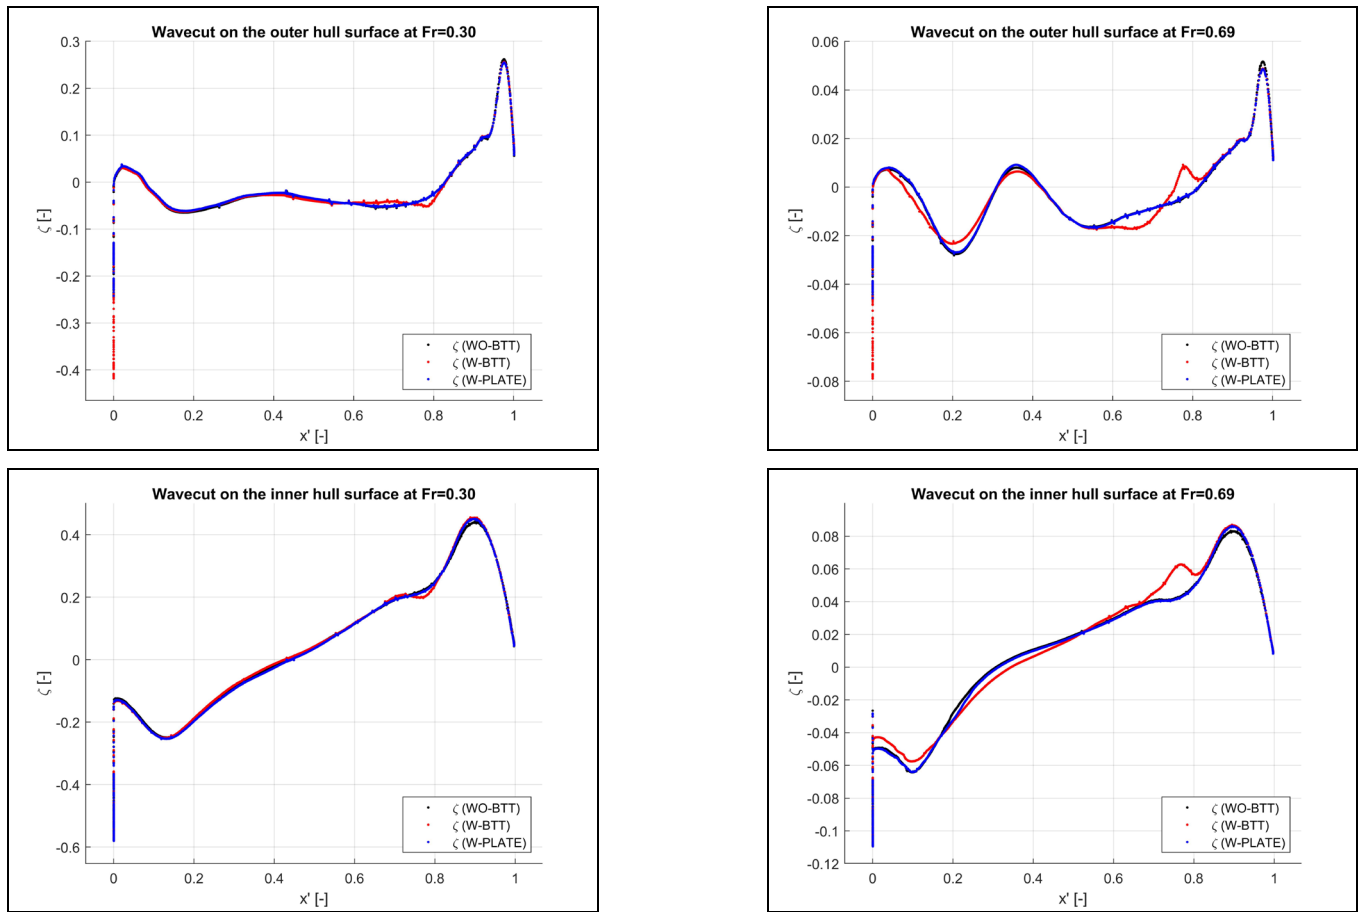 Wavecut on the outer hull surface at Fr=0.30
0.3
0.2
0.1
0
-0.1
-0.2
-0.3
-0.4
ζ [-]
ζ (WO-BTT)
ζ (W-BTT)
ζ (W-PLATE)
0 0.2 0.4 0.6 0.8 1
x' [-]
Wavecut on the outer hull surface at Fr=0.69
0.06
0.04
0.02
0
-0.02
-0.04
-0.06
-0.08
ζ [-]
ζ (WO-BTT)
ζ (W-BTT)
ζ (W-PLATE)
0 0.2 0.4 0.6 0.8 1
x' [-]
Wavecut on the inner hull surface at Fr=0.30
0.4
0.2
0
-0.2
-0.4
-0.6
ζ [-]
ζ (WO-BTT)
ζ (W-BTT)
ζ (W-PLATE)
0 0.2 0.4 0.6 0.8 1
x' [-]
Wavecut on the inner hull surface at Fr=0.69
0.08
0.06
0.04
0.02
0
-0.02
-0.04
-0.06
-0.08
-0.1
-0.12
ζ [-]
ζ (WO-BTT)
ζ (W-BTT)
ζ (W-PLATE)
0 0.2 0.4 0.6 0.8 1
x' [-]